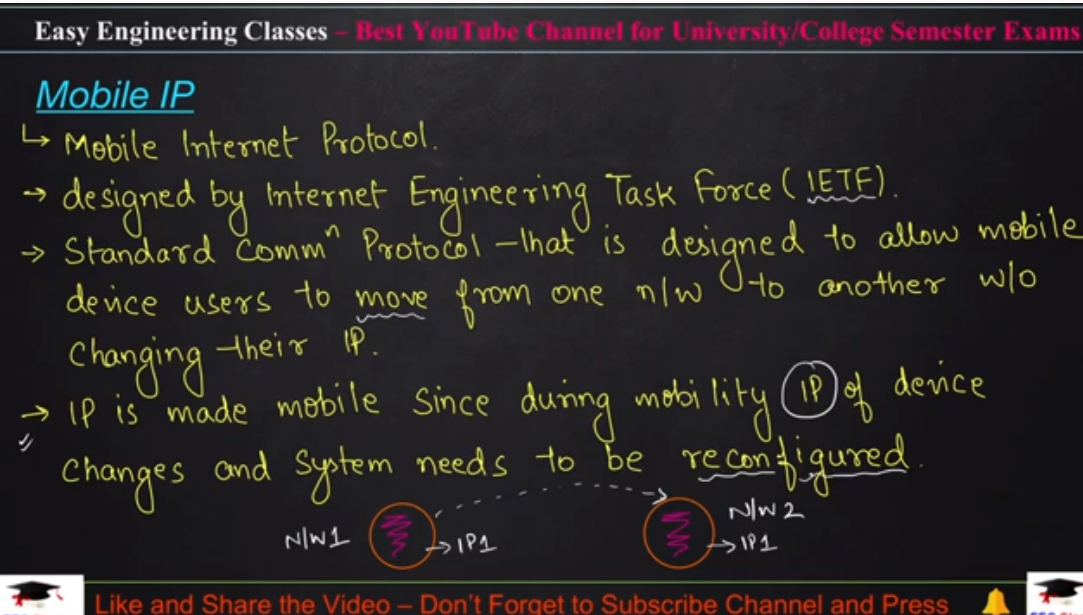 Easy Engineering Classes – Best YouTube Channel for University/College Semester Exams
Mobile IP
↳ Mobile Internet Protocol.
→ designed by Internet Engineering Task Force (IETF).
→ Standard Commⁿ Protocol that is designed to allow mobile
device users to move from one n/w to another w/o
changing their IP.
→ IP is made mobile since during mobility IP of device
changes and system needs to be reconfigured.
N/W1 → IP1 N/W 2 → IP1
Like and Share the Video – Don't Forget to Subscribe Channel and Press